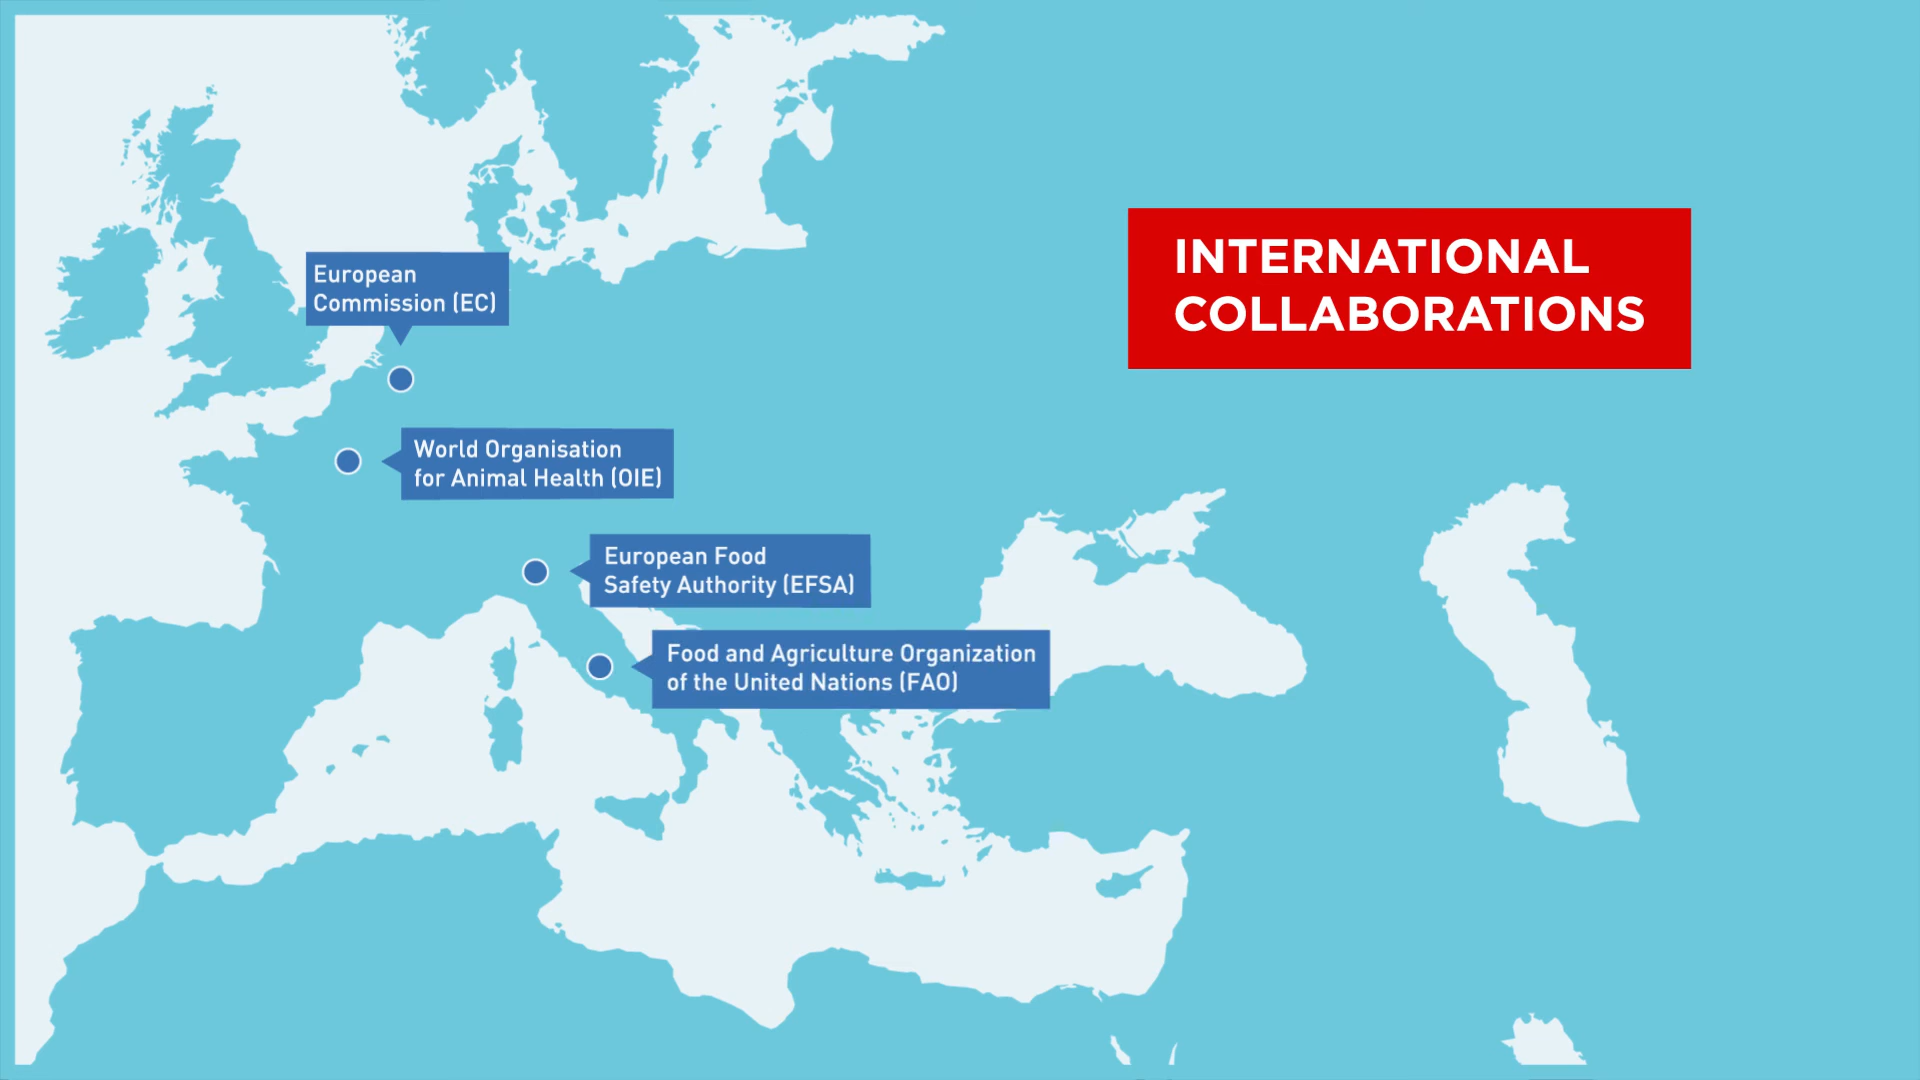 INTERNATIONAL
COLLABORATIONS
European
Commission (EC)
World Organisation
for Animal Health (OIE)
European Food
Safety Authority (EFSA)
Food and Agriculture Organization
of the United Nations (FAO)